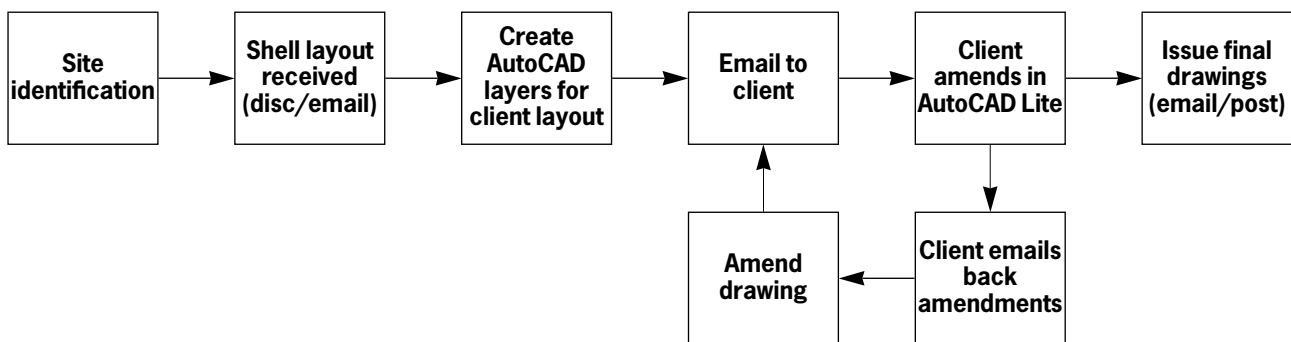 Site
identification
Shell layout
received
(disc/email)
Create
AutoCAD
layers for
client layout
Email to
client
Client
amends in
AutoCAD Lite
Issue final
drawings
(email/post)
Amend
drawing
Client emails
back
amendments